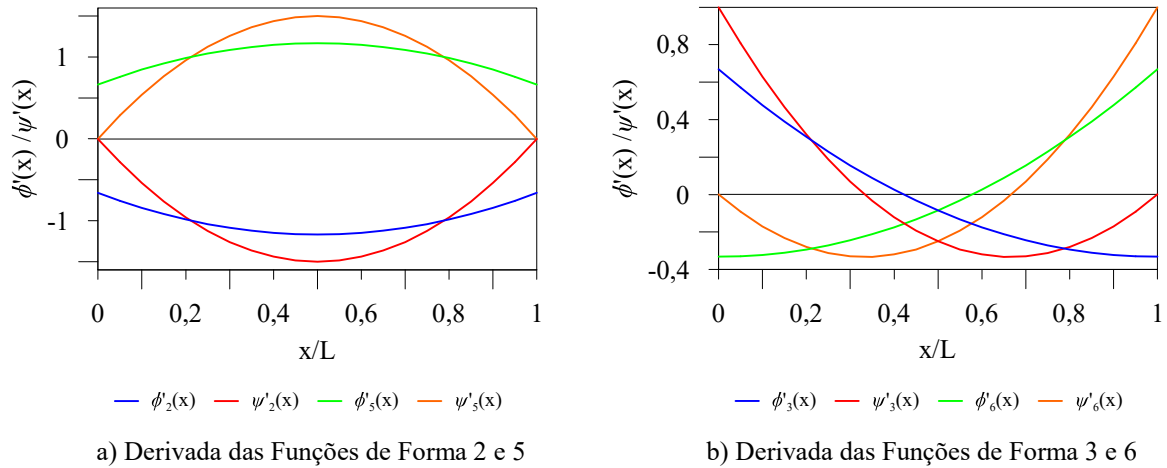 ϕ'(x) /ψ'(x)
1
0
-1
0 0,2 0,4 0,6 0,8 1
x/L
ϕ'₂(x) ψ'₂(x) ϕ'₅(x) ψ'₅(x)
a) Derivada das Funções de Forma 2 e 5
ϕ'(x) /ψ'(x)
0,8
0,4
0
-0,4
0 0,2 0,4 0,6 0,8 1
x/L
ϕ'₃(x) ψ'₃(x) ϕ'₆(x) ψ'₆(x)
b) Derivada das Funções de Forma 3 e 6